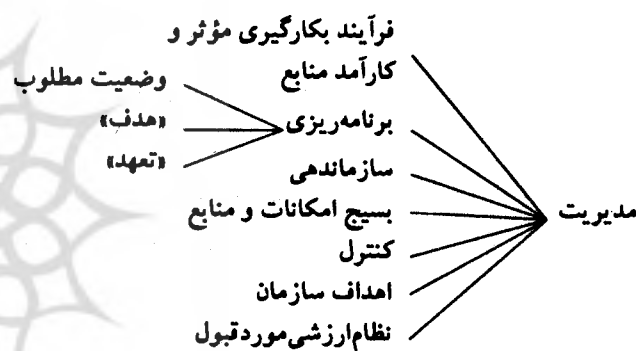 فرآیند بکارگیری مؤثر و
کارآمد منابع
وضعیت مطلوب
برنامه‌ریزی
«هدف»
«تعهد»
سازماندهی
بسیج امکانات و منابع
مدیریت
کنترل
اهداف سازمان
نظام‌ارزشی‌موردقبول